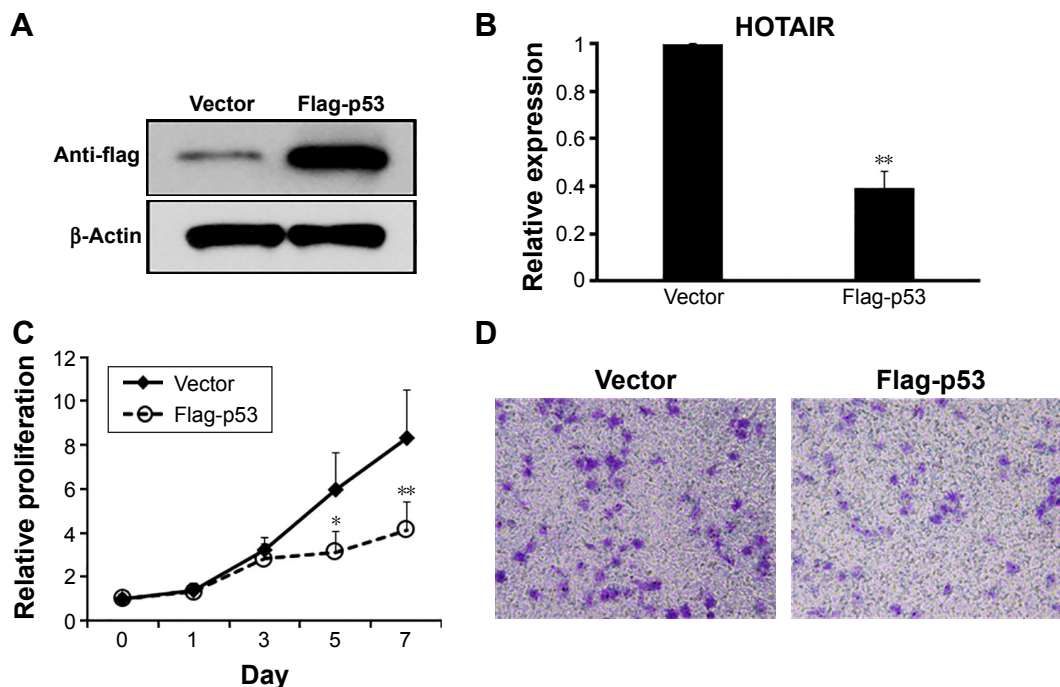 A
Vector Flag-p53
Anti-flag
β-Actin
B
HOTAIR
Relative expression
1
0.8
0.6
0.4
0.2
0
**
Vector Flag-p53
C
Relative proliferation
12
10
8
6
4
2
0
Vector
Flag-p53
*
**
0 1 3 5 7
Day
D
Vector Flag-p53